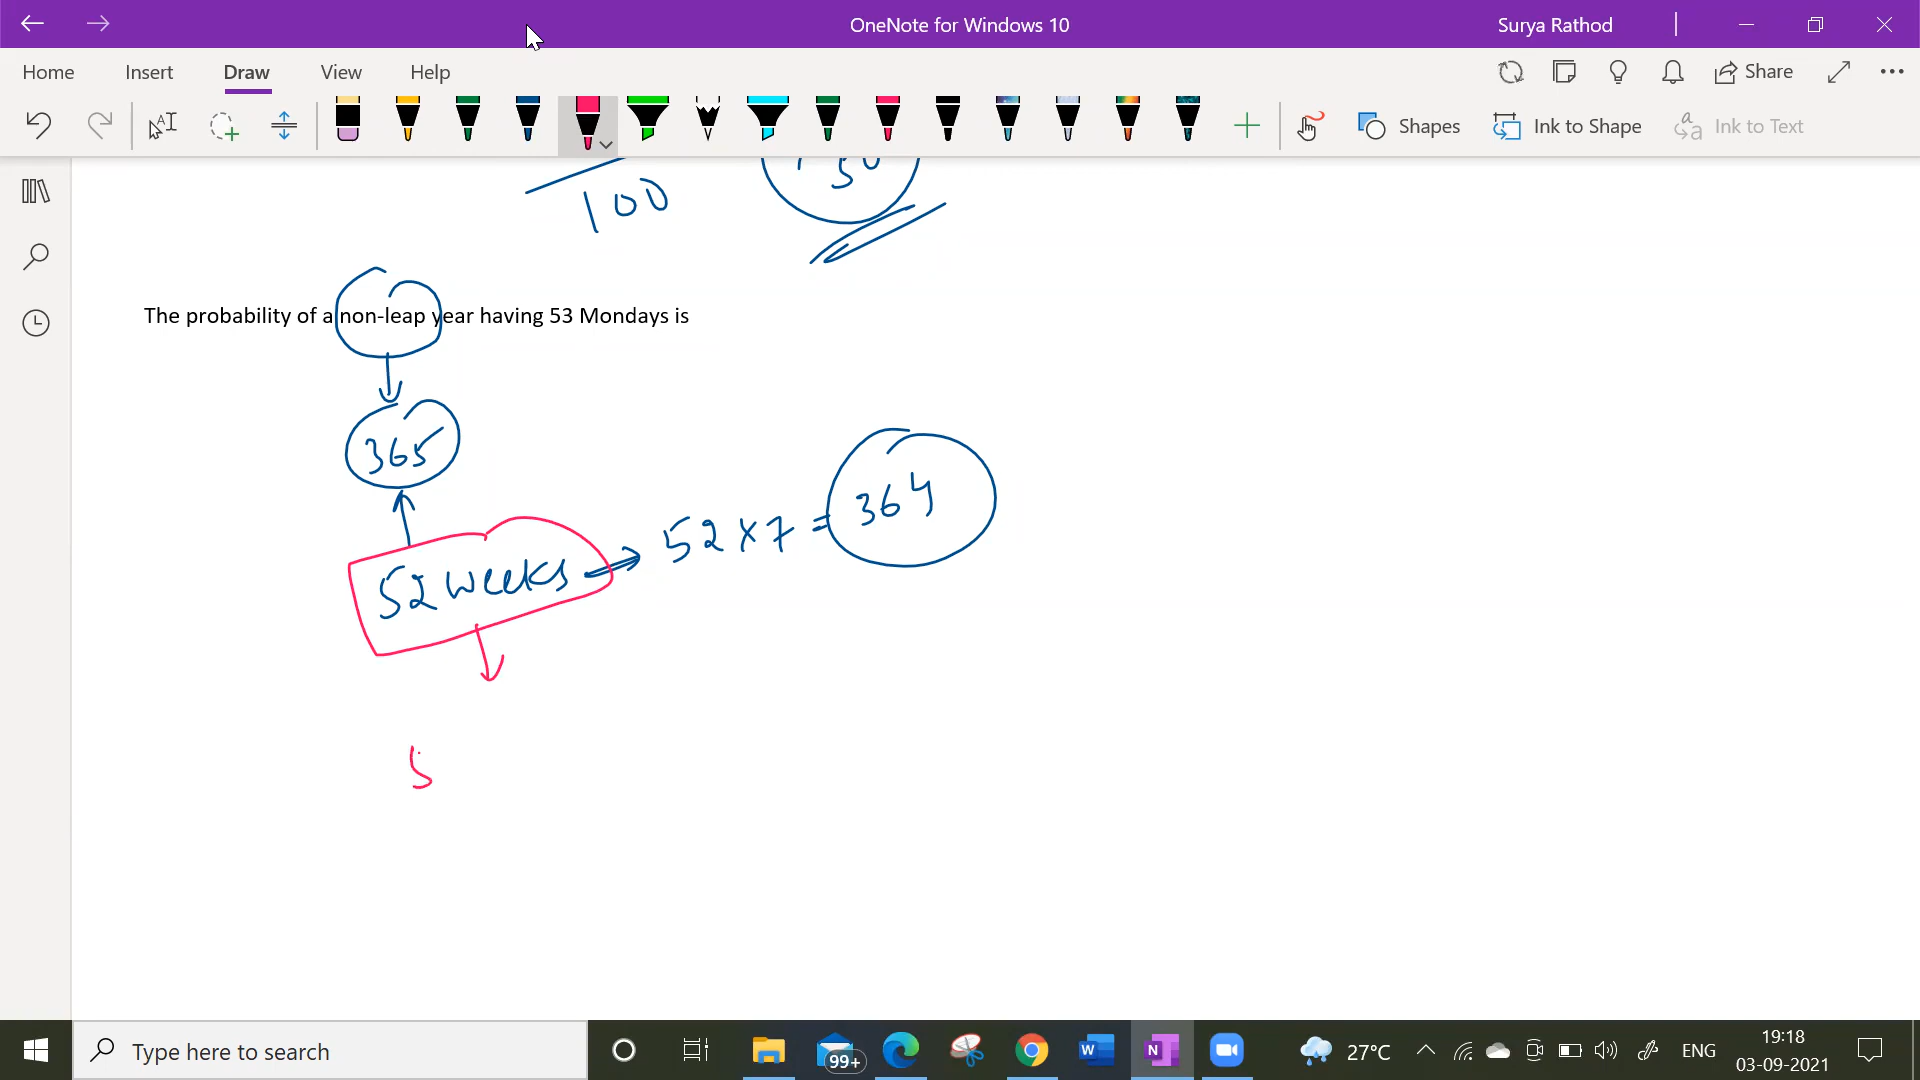 OneNote for Windows 10
Surya Rathod
Home Insert Draw View Help
Share
Shapes
Ink to Shape
Ink to Text
100
The probability of a non-leap year having 53 Mondays is
365
52 weeks ⇒ 52 × 7 = 364
5
Type here to search
99+
27°C
ENG
19:18
03-09-2021